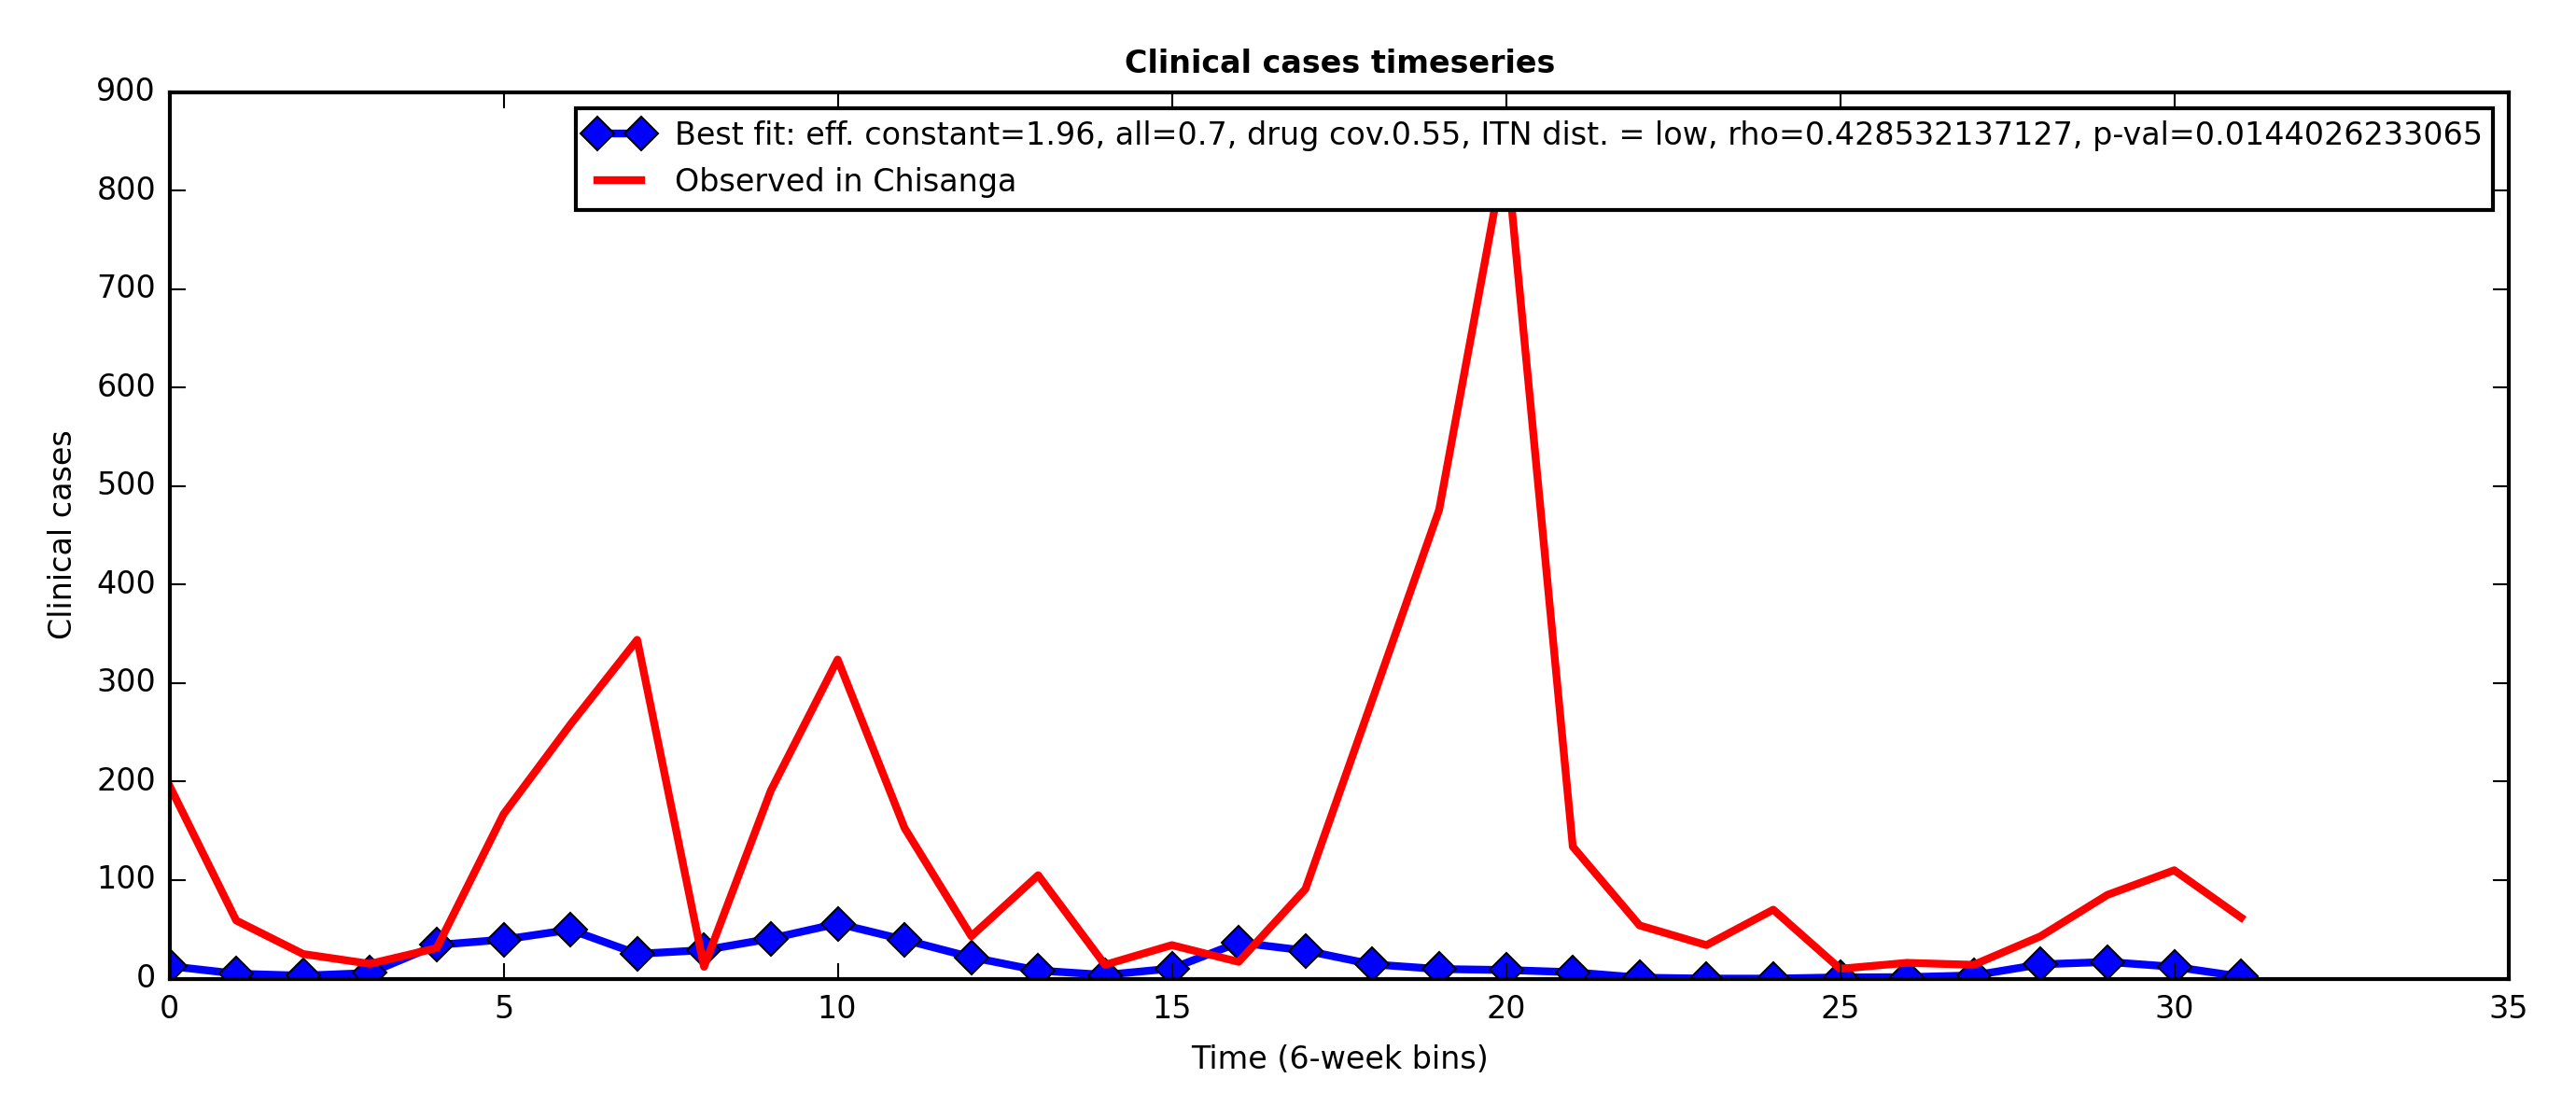 Clinical cases timeseries
900
800
700
600
500
400
300
200
100
0
Clinical cases
Best fit: eff. constant=1.96, all=0.7, drug cov.0.55, ITN dist. = low, rho=0.428532137127, p-val=0.0144026233065
Observed in Chisanga
0 5 10 15 20 25 30 35
Time (6-week bins)